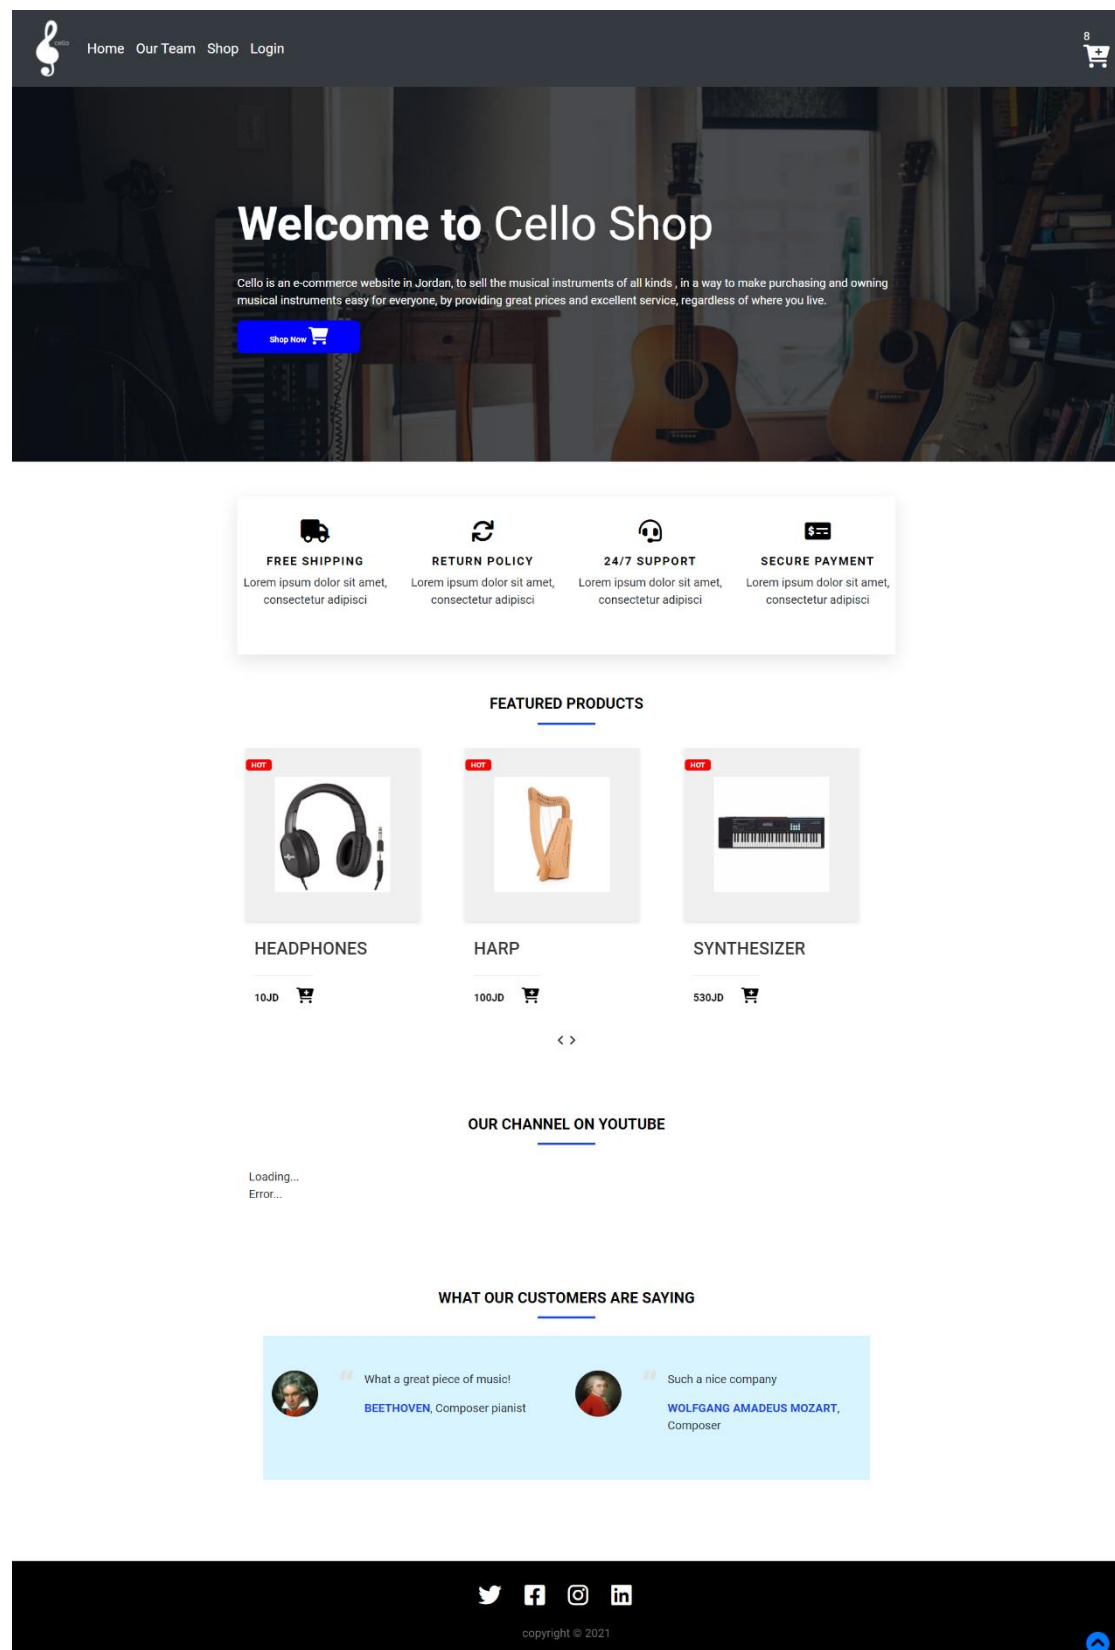 cello
Home Our Team Shop Login
8
Welcome to Cello Shop
Cello is an e-commerce website in Jordan, to sell the musical instruments of all kinds , in a way to make purchasing and owning
musical instruments easy for everyone, by providing great prices and excellent service, regardless of where you live.
Shop Now
FREE SHIPPING
Lorem ipsum dolor sit amet,
consectetur adipisci
RETURN POLICY
Lorem ipsum dolor sit amet,
consectetur adipisci
24/7 SUPPORT
Lorem ipsum dolor sit amet,
consectetur adipisci
SECURE PAYMENT
Lorem ipsum dolor sit amet,
consectetur adipisci
FEATURED PRODUCTS
HOT
HEADPHONES
10JD
HOT
HARP
100JD
HOT
SYNTHESIZER
530JD
OUR CHANNEL ON YOUTUBE
Loading...
Error...
WHAT OUR CUSTOMERS ARE SAYING
What a great piece of music!
BEETHOVEN, Composer pianist
Such a nice company
WOLFGANG AMADEUS MOZART,
Composer
copyright © 2021